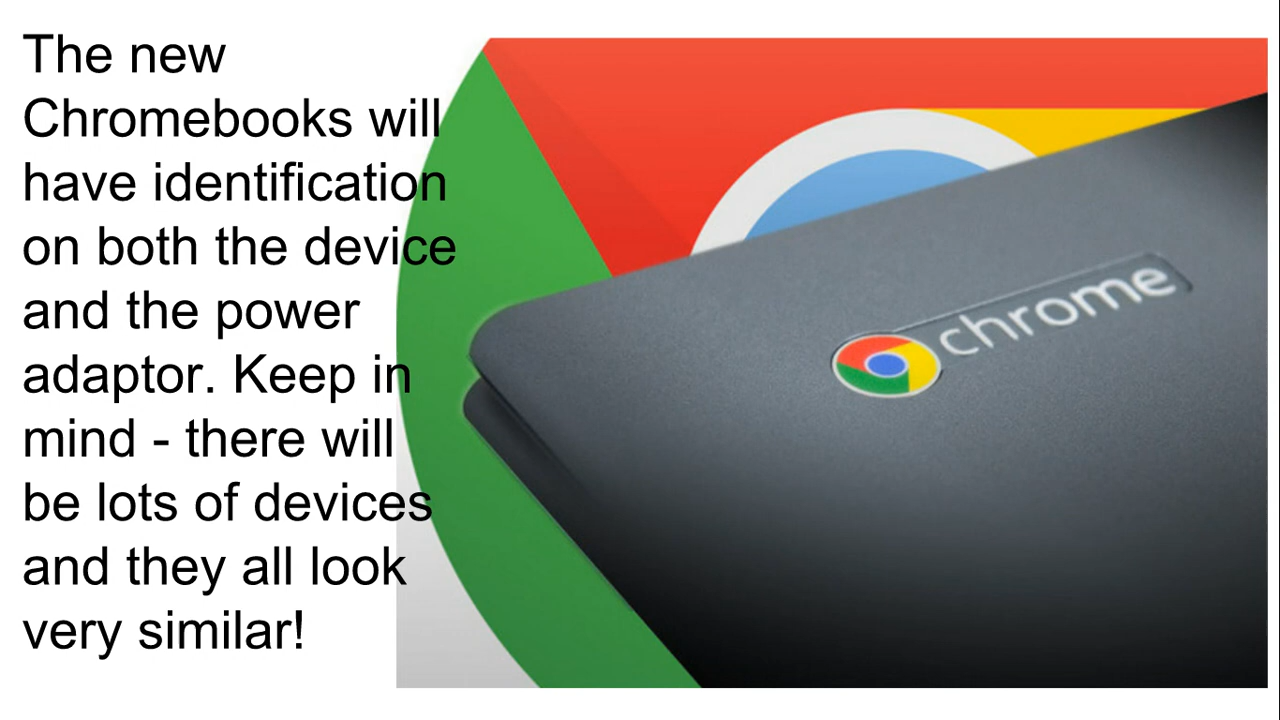 The new
Chromebooks will
have identification
on both the device
and the power
adaptor. Keep in
mind - there will
be lots of devices
and they all look
very similar!
chrome